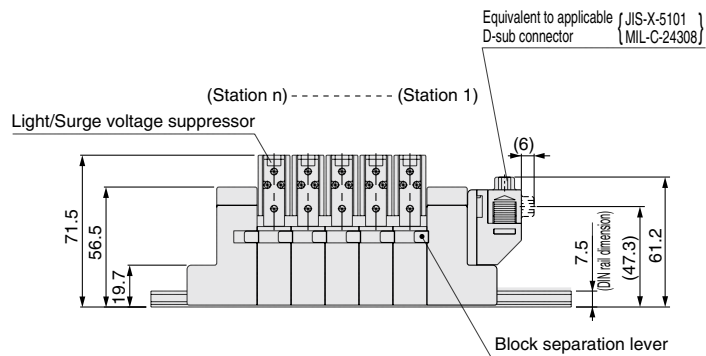 Equivalent to applicable { JIS-X-5101
D-sub connector { MIL-C-24308 }
(Station n) - - - - - - - - - - (Station 1)
Light/Surge voltage suppressor
(6)
71.5
56.5
19.7
7.5
(DIN rail dimension)
(47.3)
61.2
Block separation lever